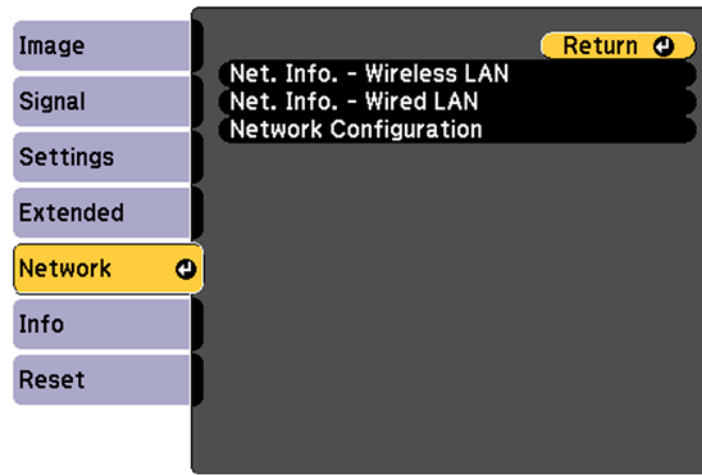 Image
Signal
Settings
Extended
Network
Info
Reset
Return
Net. Info. - Wireless LAN
Net. Info. - Wired LAN
Network Configuration